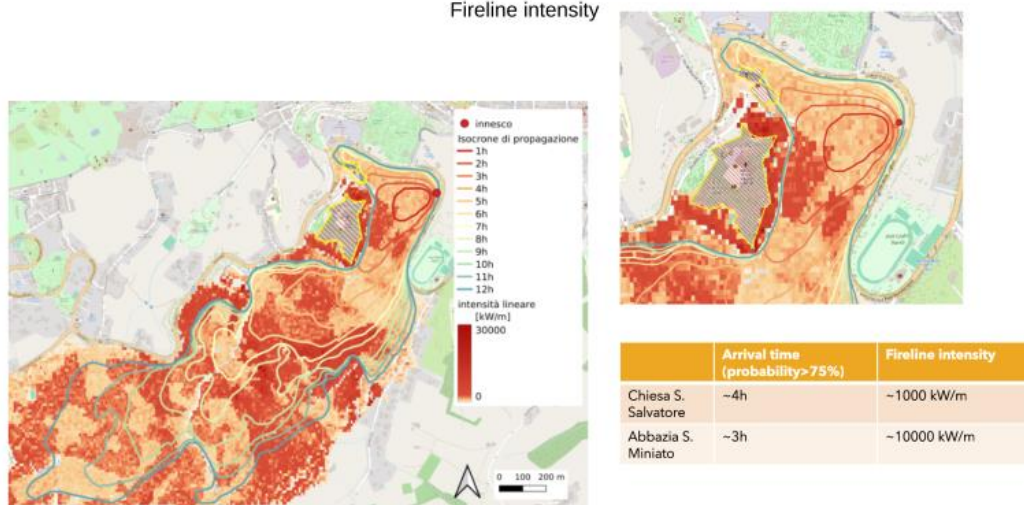 Fireline intensity
innesco
Isocrone di propagazione
1h
2h
3h
4h
5h
6h
7h
8h
9h
10h
11h
12h
intensità lineare
[kW/m]
30000
0
0 100 200 m
Arrival time
(probability>75%)
Fireline intensity
Chiesa S.
Salvatore
~4h
~1000 kW/m
Abbazia S.
Miniato
~3h
~10000 kW/m